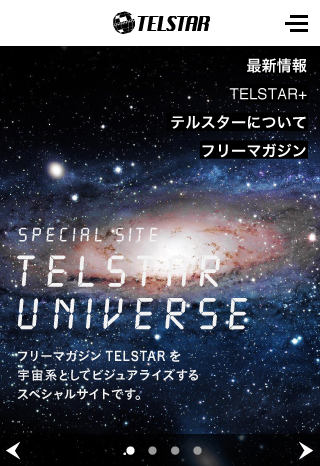 TELSTAR
最新情報
TELSTAR+
テルスターについて
フリーマガジン
SPECIAL SITE
TELSTAR
UNIVERSE
フリーマガジン TELSTAR を
宇宙系としてビジュアライズする
スペシャルサイトです。